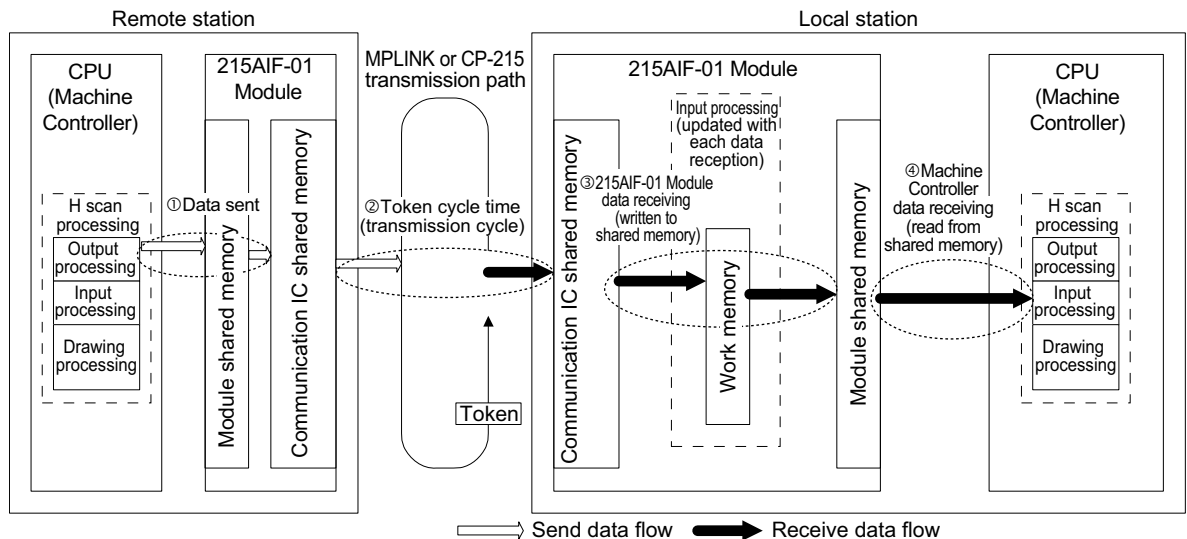 Remote station
Local station
CPU
(Machine
Controller)
215AIF-01
Module
MPLINK or CP-215
transmission path
215AIF-01 Module
CPU
(Machine
Controller)
Input processing
(updated with
each data
reception)
H scan
processing
Output
processing
Input
processing
Drawing
processing
①Data sent
Module shared memory
Communication IC shared memory
②Token cycle time
(transmission cycle)
Token
Communication IC shared memory
③215AIF-01 Module
data receiving
(written to
shared memory)
Work memory
Module shared memory
④Machine
Controller
data receiving
(read from
shared memory)
H scan
processing
Output
processing
Input
processing
Drawing
processing
Send data flow
Receive data flow